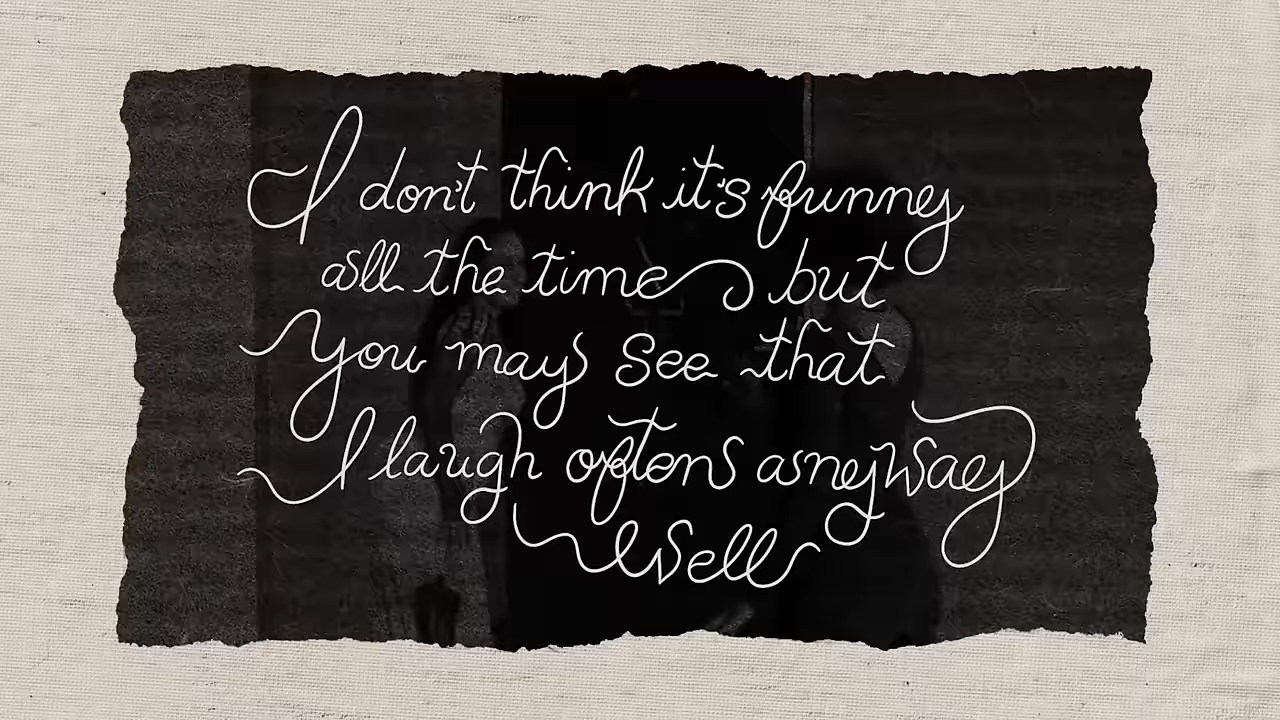 I don't think it's funny
all the time but
you may see that
I laugh often anyway
Well